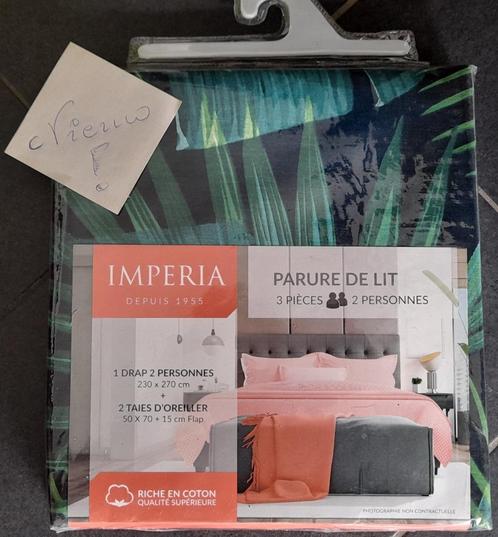 Nieuw
!
IMPERIA
DEPUIS 1955
PARURE DE LIT
3 PIÈCES 2 PERSONNES
1 DRAP 2 PERSONNES
230 x 270 cm
+
2 TAIES D'OREILLER
50 X 70 + 15 cm Flap
RICHE EN COTON
QUALITÉ SUPÉRIEURE
PHOTOGRAPHIE NON CONTRACTUELLE